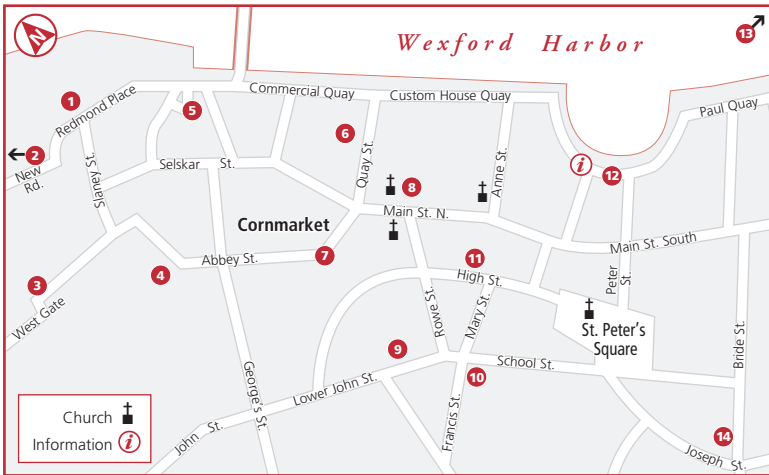 N
Wexford Harbor
13
1
Redmond Place
5
Commercial Quay
Custom House Quay
Paul Quay
6
2
New
Rd.
Slaney St.
Selskar St.
Quay St.
8
Anne St.
i
12
Cornmarket
Main St. N.
Main St. South
7
Abbey St.
4
3
West Gate
11
High St.
Peter
St.
Rowe St.
Mary St.
St. Peter's
Square
Bride St.
9
10
School St.
George's St.
Lower John St.
John St.
Francis St.
14
Joseph St.
Church
Information i